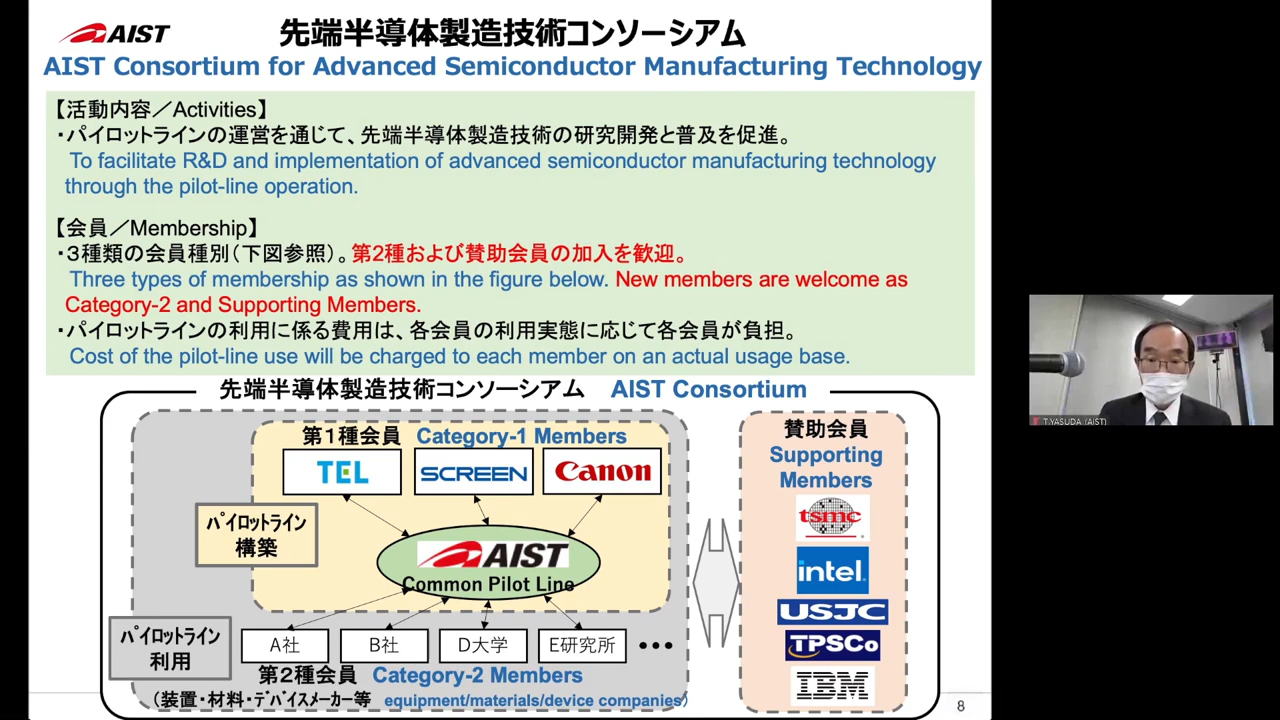 AIST
先端半導体製造技術コンソーシアム
AIST Consortium for Advanced Semiconductor Manufacturing Technology
【活動内容／Activities】
・パイロットラインの運営を通じて、先端半導体製造技術の研究開発と普及を促進。
To facilitate R&D and implementation of advanced semiconductor manufacturing technology
through the pilot-line operation.
【会員／Membership】
・３種類の会員種別（下図参照）。第2種および賛助会員の加入を歓迎。
Three types of membership as shown in the figure below. New members are welcome as
Category-2 and Supporting Members.
・パイロットラインの利用に係る費用は、各会員の利用実態に応じて各会員が負担。
Cost of the pilot-line use will be charged to each member on an actual usage base.
先端半導体製造技術コンソーシアム AIST Consortium
第１種会員 Category-1 Members
TEL
SCREEN
Canon
ﾊﾟｲﾛｯﾄﾗｲﾝ
構築
AIST
Common Pilot Line
ﾊﾟｲﾛｯﾄﾗｲﾝ
利用
A社
B社
D大学
E研究所
•••
第２種会員 Category-2 Members
（装置・材料・ﾃﾞﾊﾞｲｽメーカー等 equipment/materials/device companies）
賛助会員
Supporting
Members
tsmc
intel.
USJC
TPSCo
IBM
8
T.YASUDA (AIST)